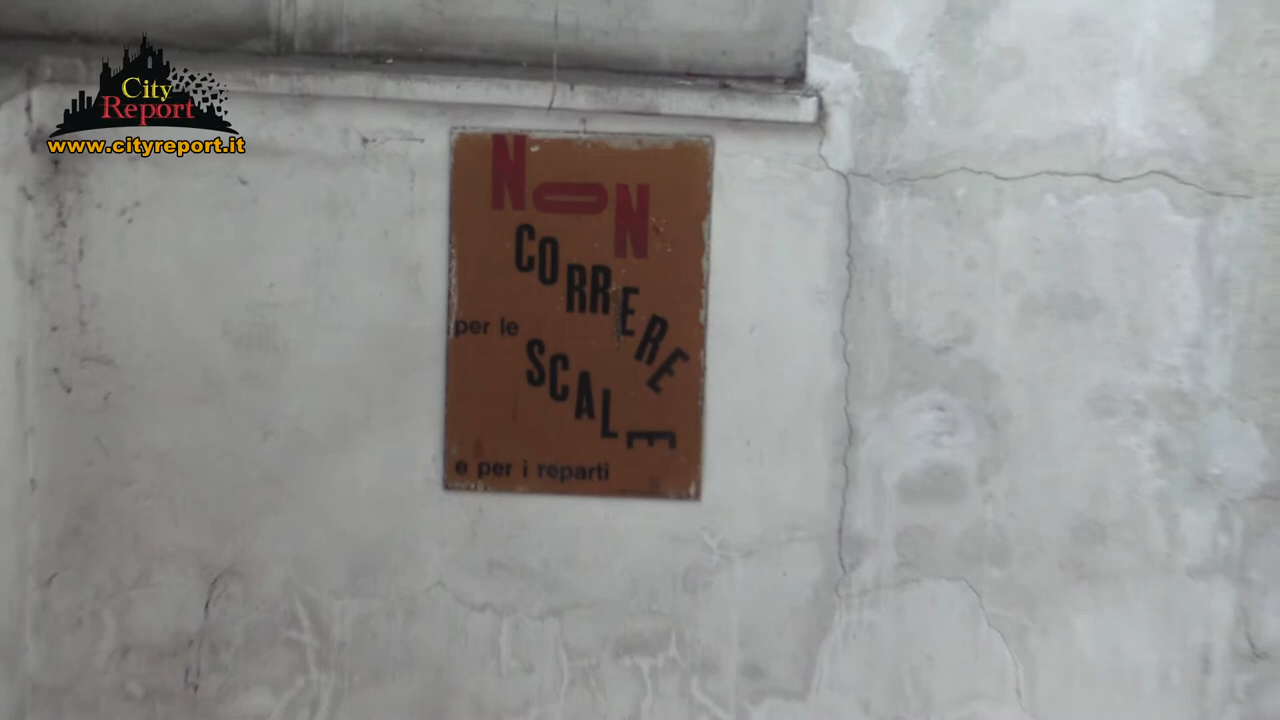 City
Report
www.cityreport.it
NON
CORRERE
per le
SCALE
e per i reparti